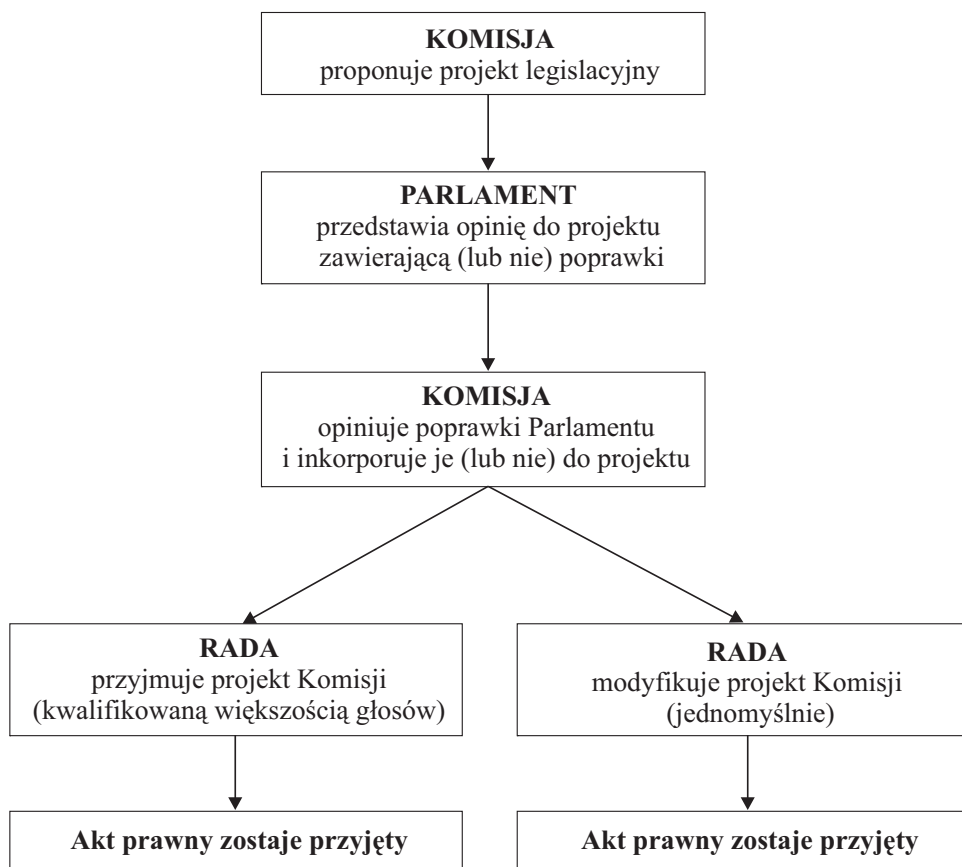 KOMISJA
proponuje projekt legislacyjny
PARLAMENT
przedstawia opinię do projektu
zawierającą (lub nie) poprawki
KOMISJA
opiniuje poprawki Parlamentu
i inkorporuje je (lub nie) do projektu
RADA
przyjmuje projekt Komisji
(kwalifikowaną większością głosów)
RADA
modyfikuje projekt Komisji
(jednomyślnie)
Akt prawny zostaje przyjęty
Akt prawny zostaje przyjęty